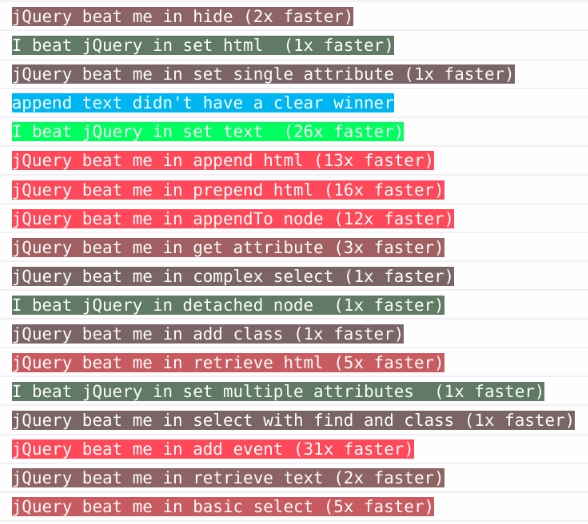 jQuery beat me in hide (2x faster)
I beat jQuery in set html  (1x faster)
jQuery beat me in set single attribute (1x faster)
append text didn't have a clear winner
I beat jQuery in set text  (26x faster)
jQuery beat me in append html (13x faster)
jQuery beat me in prepend html (16x faster)
jQuery beat me in appendTo node (12x faster)
jQuery beat me in get attribute (3x faster)
jQuery beat me in complex select (1x faster)
I beat jQuery in detached node  (1x faster)
jQuery beat me in add class (1x faster)
jQuery beat me in retrieve html (5x faster)
I beat jQuery in set multiple attributes  (1x faster)
jQuery beat me in select with find and class (1x faster)
jQuery beat me in add event (31x faster)
jQuery beat me in retrieve text (2x faster)
jQuery beat me in basic select (5x faster)